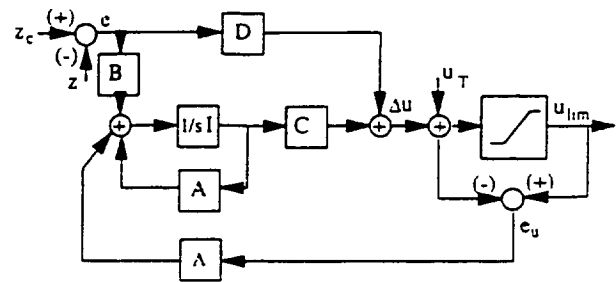 z_c (+) e D
(-)
z B
u_T
Δu u_lim
+ 1/s I C + +
A
(-) (+)
e_u
A